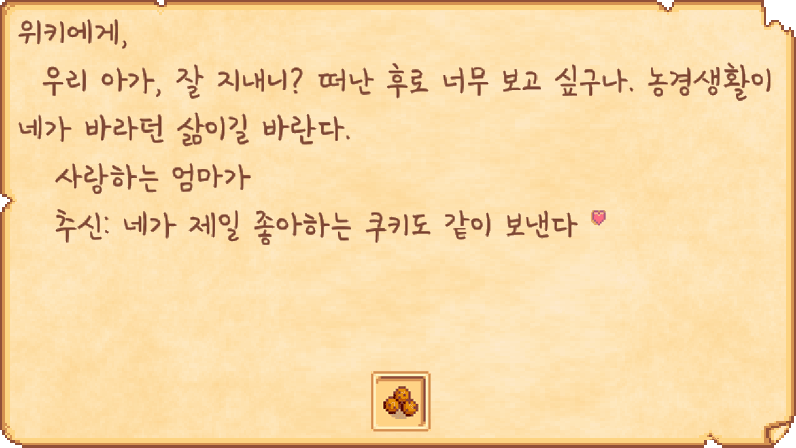 위키에게,
우리 아가, 잘 지내니? 떠난 후로 너무 보고 싶구나. 농경생활이
네가 바라던 삶이길 바란다.
사랑하는 엄마가
추신: 네가 제일 좋아하는 쿠키도 같이 보낸다